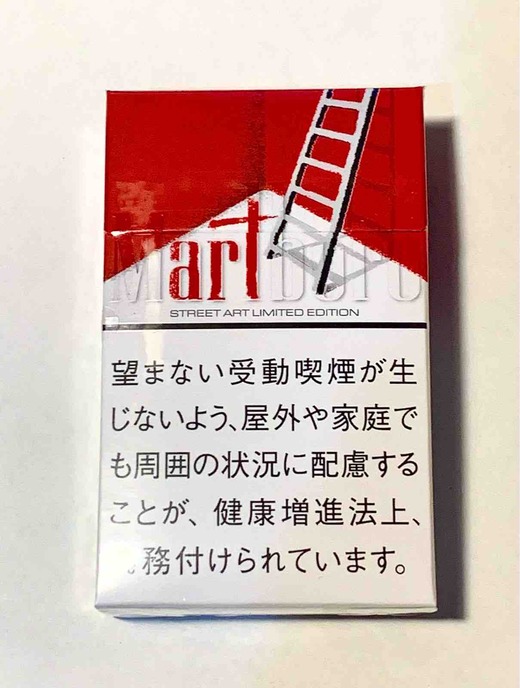 Martboro
STREET ART LIMITED EDITION
望まない受動喫煙が生
じないよう、屋外や家庭で
も周囲の状況に配慮する
ことが、健康増進法上、
務付けられています。